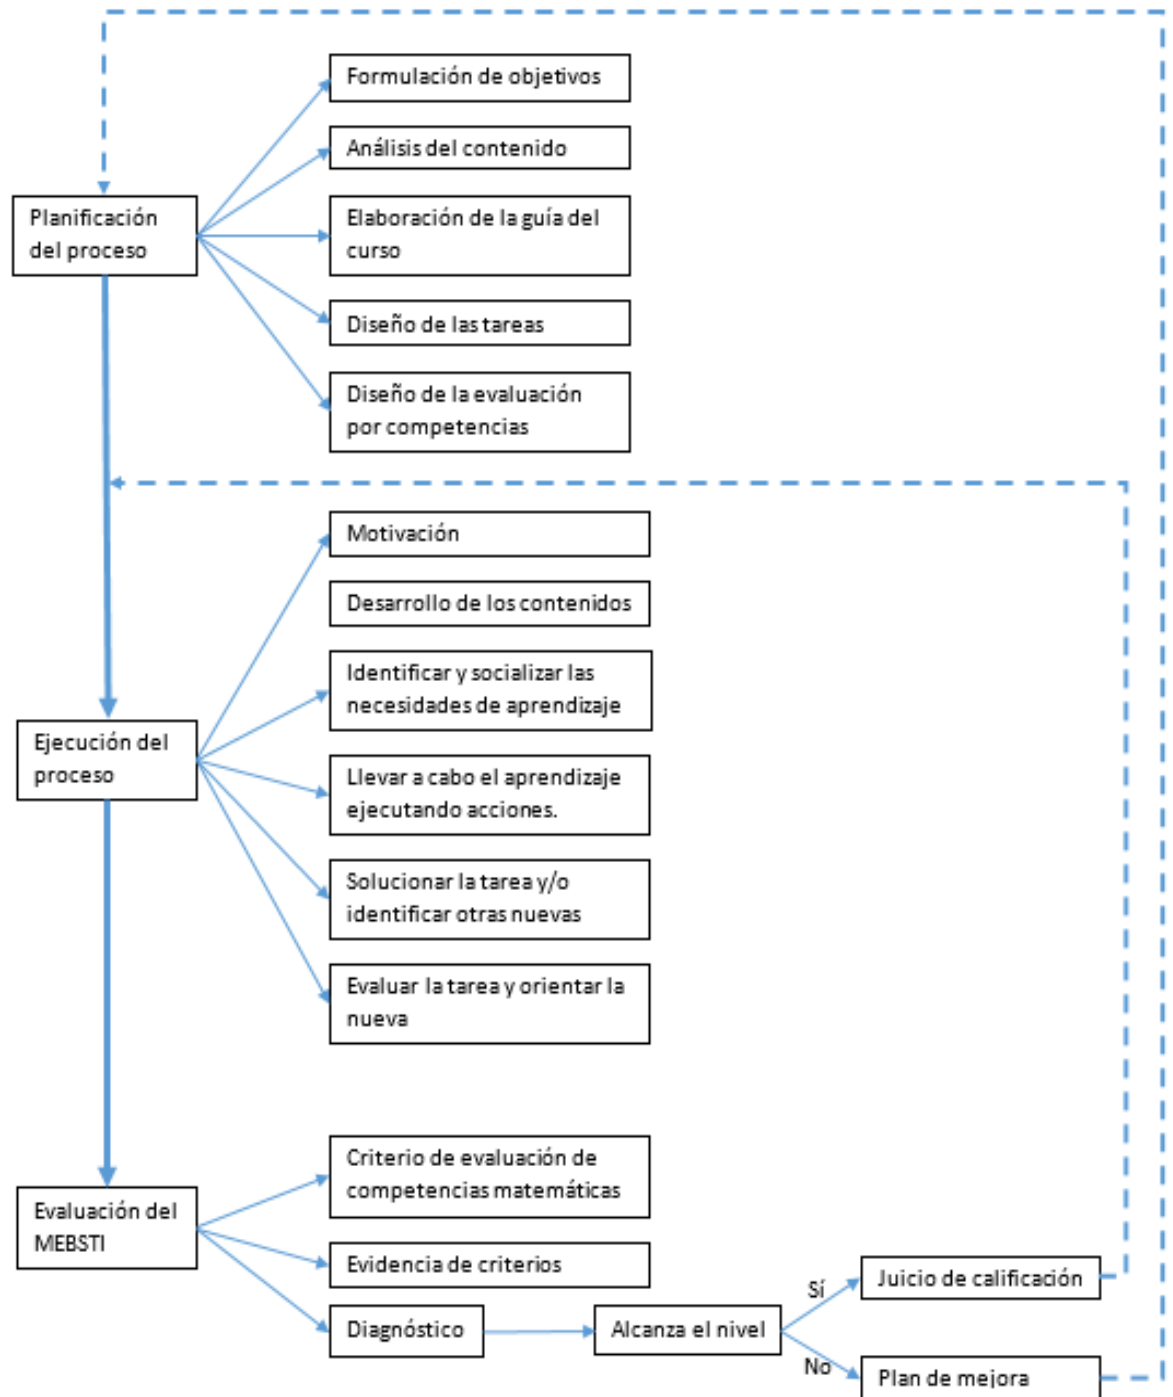 Formulación de objetivos
Análisis del contenido
Planificación
del proceso
Elaboración de la guía del
curso
Diseño de las tareas
Diseño de la evaluación
por competencias
Motivación
Desarrollo de los contenidos
Identificar y socializar las
necesidades de aprendizaje
Ejecución del
proceso
Llevar a cabo el aprendizaje
ejecutando acciones.
Solucionar la tarea y/o
identificar otras nuevas
Evaluar la tarea y orientar la
nueva
Criterio de evaluación de
competencias matemáticas
Evaluación del
MEBSTI
Evidencia de criterios
Diagnóstico
Alcanza el nivel
Sí
Juicio de calificación
No
Plan de mejora